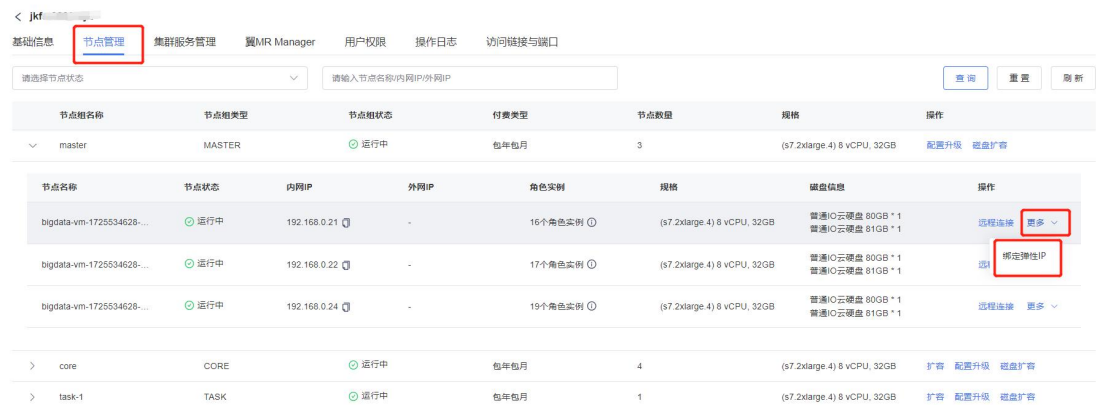 jkf
基础信息 节点管理 集群服务管理 翼MR Manager 用户权限 操作日志 访问链接与端口
请选择节点状态 请输入节点名称/内网IP/外网IP 查询 重置 刷新
节点组名称 节点组类型 节点组状态 付费类型 节点数量 规格 操作
master MASTER 运行中 包年包月 3 (s7.2xlarge.4) 8 vCPU, 32GB 配置升级 磁盘扩容
节点名称 节点状态 内网IP 外网IP 角色实例 规格 磁盘信息 操作
bigdata-vm-1725534628-... 运行中 192.168.0.21 - 16个角色实例 (s7.2xlarge.4) 8 vCPU, 32GB 普通IO云硬盘 80GB * 1 远程连接 更多
普通IO云硬盘 81GB * 1
绑定弹性IP
bigdata-vm-1725534628-... 运行中 192.168.0.22 - 17个角色实例 (s7.2xlarge.4) 8 vCPU, 32GB 普通IO云硬盘 80GB * 1 远
普通IO云硬盘 81GB * 1
bigdata-vm-1725534628-... 运行中 192.168.0.24 - 19个角色实例 (s7.2xlarge.4) 8 vCPU, 32GB 普通IO云硬盘 80GB * 1 远程连接 更多
普通IO云硬盘 81GB * 1
core CORE 运行中 包年包月 4 (s7.2xlarge.4) 8 vCPU, 32GB 扩容 配置升级 磁盘扩容
task-1 TASK 运行中 包年包月 1 (s7.2xlarge.4) 8 vCPU, 32GB 扩容 配置升级 磁盘扩容